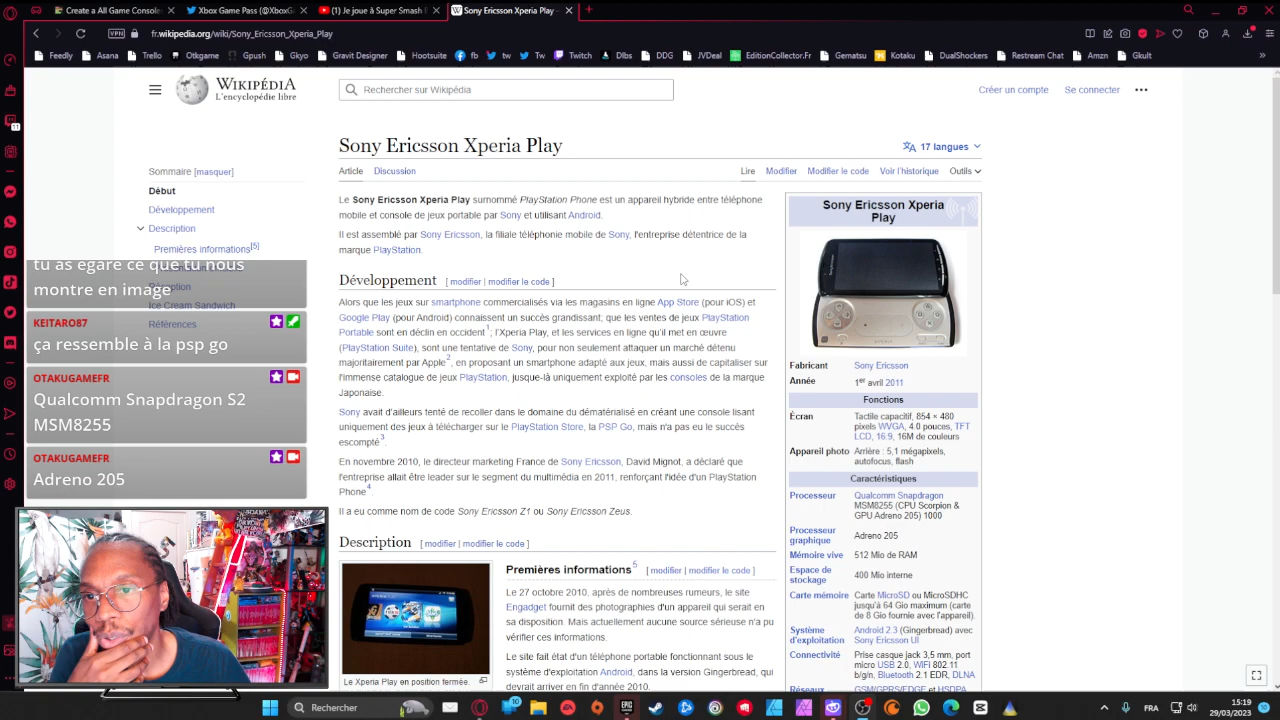 Create a All Game Console
Xbox Game Pass (@XboxG
(1) Je joue à Super Smash
Sony Ericsson Xperia Play
VPN
fr.wikipedia.org/wiki/Sony_Ericsson_Xperia_Play
Feedly
Asana
Trello
Otkgame
Gpush
Gkyo
Gravit Designer
Hootsuite
fb
tw
Tw
Twitch
Dlbs
DDG
JVDeal
EditionCollector.Fr
Gematsu
Kotaku
DualShockers
Restream Chat
Amzn
Gkult
WIKIPÉDIA
L'encyclopédie libre
Rechercher sur Wikipédia
Créer un compte
Se connecter
Sony Ericsson Xperia Play
17 langues
Article
Discussion
Lire
Modifier
Modifier le code
Voir l'historique
Outils
Sommaire [masquer]
Début
Développement
Description
Premières informations[5]
Ice Cream Sandwich
Références
Le Sony Ericsson Xperia Play surnommé PlayStation Phone est un appareil hybride entre téléphone
mobile et console de jeux portable par Sony et utilisant Android.
Il est assemblé par Sony Ericsson, la filiale téléphonie mobile de Sony, l'entreprise détentrice de la
marque PlayStation.
Développement [ modifier | modifier le code ]
Alors que les jeux sur smartphone commercialisés via les magasins en ligne App Store (pour iOS) et
Google Play (pour Android) connaissent un succès grandissant; que les ventes de jeux PlayStation
Portable sont en déclin en occident1; l'Xperia Play, et les services en ligne qu'il met en œuvre
(PlayStation Suite), sont une tentative de Sony, pour non seulement attaquer un marché détenu
majoritairement par Apple2, en proposant un smartphone adapté aux jeux, mais aussi de capitaliser sur
l'immense catalogue de jeux PlayStation, jusque-là uniquement exploité par les consoles de la marque
Japonaise.
Sony avait d'ailleurs tenté de recoller dans le domaine du dématérialisé en créant une console lisant
uniquement des jeux à télécharger sur le PlayStation Store, la PSP Go, mais n'a pas eu le succès
escompté3.
En novembre 2010, le directeur marketing France de Sony Ericsson, David Mignot, a déclaré que
l'entreprise allait être leader sur le segment du multimédia en 2011, renforçant l'idée d'un PlayStation
Phone4.
Il a eu comme nom de code Sony Ericsson Z1 ou Sony Ericsson Zeus.
Description [ modifier | modifier le code ]
Le Xperia Play en position fermée.
Premières informations5 [ modifier | modifier le code ]
Le 27 octobre 2010, après de nombreuses rumeurs, le site
Engadget fournit des photographies d'un appareil qui serait en
sa disposition. Mais actuellement aucune source sérieuse n'a pu
vérifier ces informations.
Le site fait état d'un téléphone portable fonctionnant sous le
système d'exploitation Android, dans la version Gingerbread, qui
devrait arriver en fin d'année 2010.
Sony Ericsson Xperia
Play
Fabricant Sony Ericsson
Année 1er avril 2011
Fonctions
Écran Tactile capacitif, 854 × 480
pixels WVGA, 4.0 pouces, TFT
LCD, 16:9, 16M de couleurs
Appareil photo Arrière : 5,1 mégapixels,
autofocus, flash
Caractéristiques
Processeur Qualcomm Snapdragon
MSM8255 (CPU Scorpion &
GPU Adreno 205) 1000
Processeur
graphique Adreno 205
Mémoire vive 512 Mio de RAM
Espace de
stockage 400 Mio interne
Carte mémoire Carte MicroSD ou MicroSDHC
jusqu'à 64 Gio maximum (carte
de 8 Gio fournie avec l'appareil).
Système
d'exploitation Android 2.3 (Gingerbread) avec
Sony Ericsson UI
Connectivité Prise casque jack 3,5 mm, port
micro USB 2.0, WiFi 802.11
b/g/n, Bluetooth 2.1 EDR, DLNA
Réseaux GSM/GPRS/EDGE et HSDPA
tu as égaré ce que tu nous
montre en image
KEITARO87
ça ressemble à la psp go
OTAKUGAMEFR
Qualcomm Snapdragon S2
MSM8255
OTAKUGAMEFR
Adreno 205
Rechercher
FRA
15:19
29/03/2023